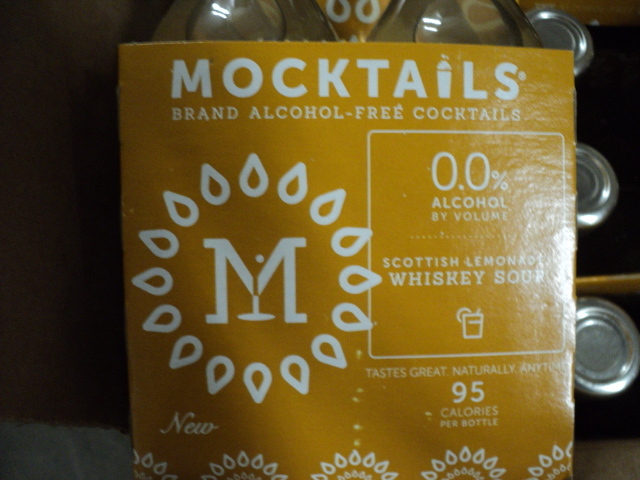 MOCKTAILS®
BRAND ALCOHOL-FREE COCKTAILS
0.0%
ALCOHOL
BY VOLUME
SCOTTISH LEMONADE
WHISKEY SOUR
M
TASTES GREAT. NATURALLY. ANYTIME
95
CALORIES
PER BOTTLE
New